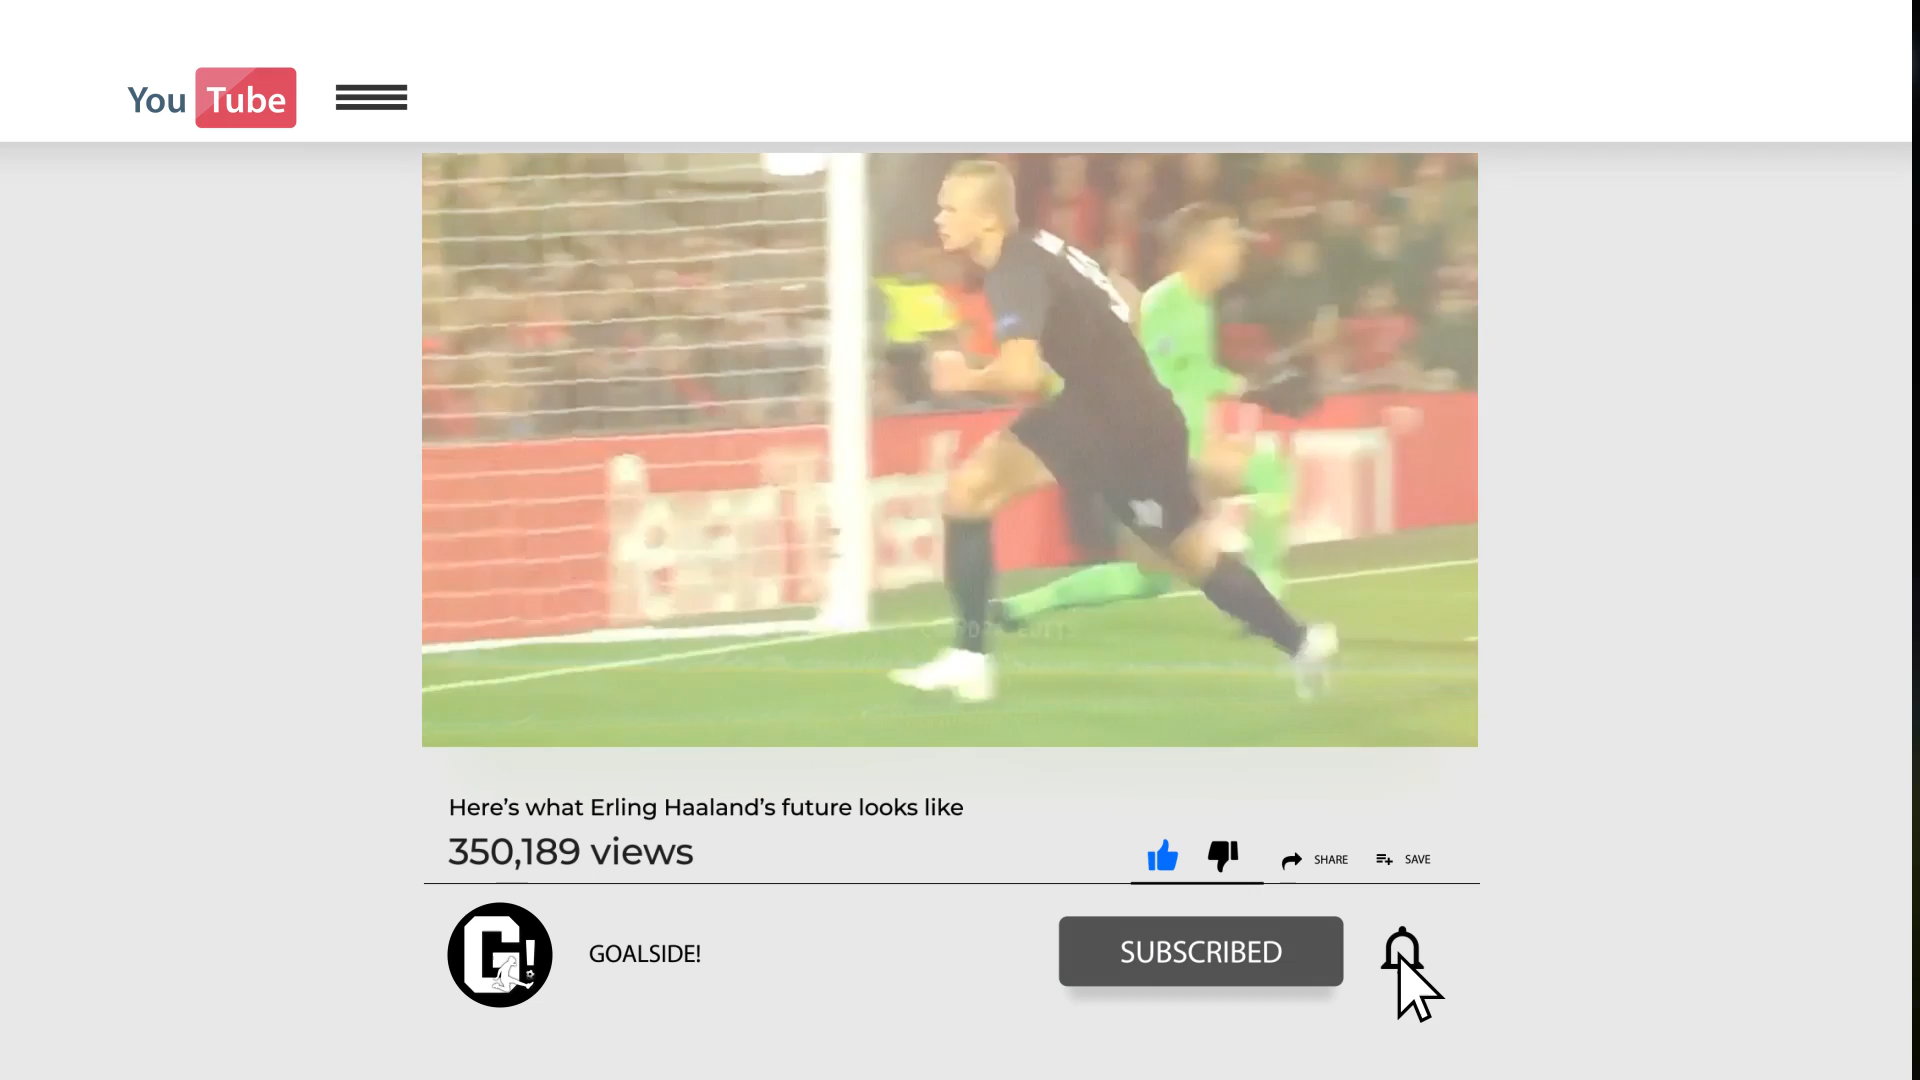 You Tube
Here’s what Erling Haaland’s future looks like
350,189 views
SHARE
SAVE
G!
GOALSIDE!
SUBSCRIBED